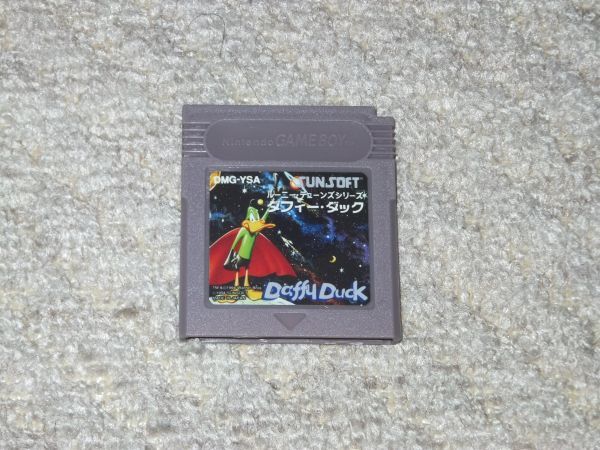 Nintendo GAME BOY
DMG-YSA
SUNSOFT
ルーニー・テューンズシリーズ
ダフィー・ダック
Daffy Duck